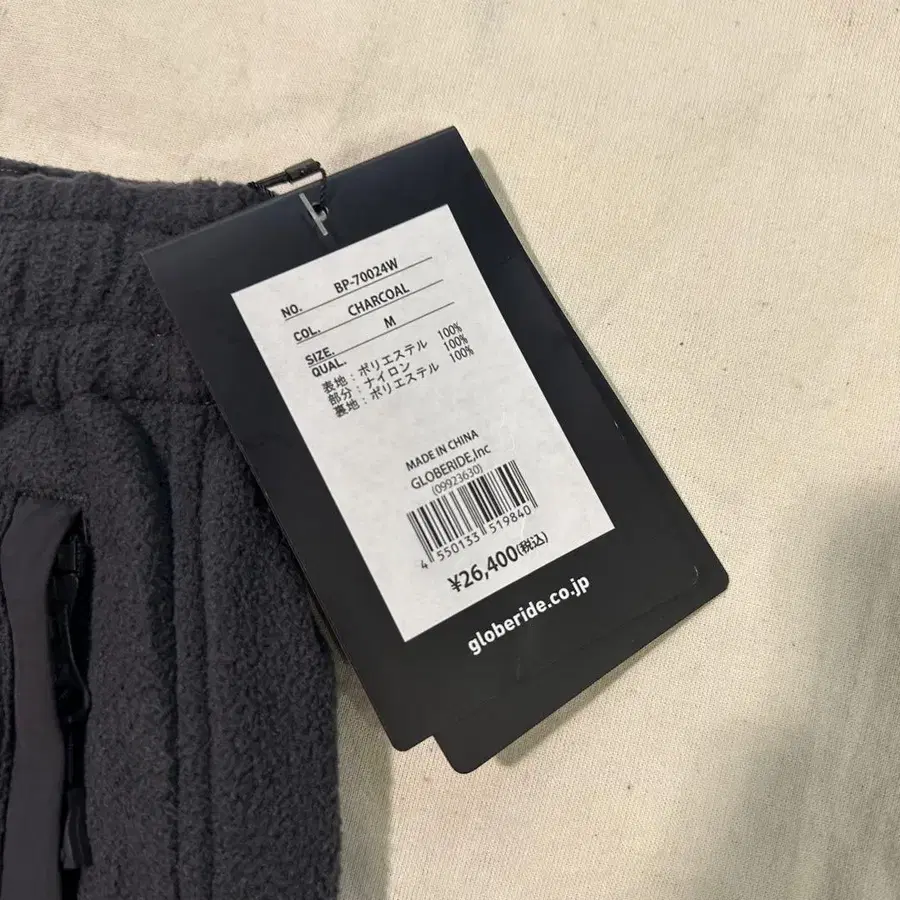 NO. BP-70024W
COL. CHARCOAL
SIZE. M
QUAL.
表地：ポリエステル 100%
部分：ナイロン 100%
裏地：ポリエステル 100%
MADE IN CHINA
GLOBERIDE,Inc
(09923630)
4 550133 519840
¥26,400(税込)
globeride.co.jp